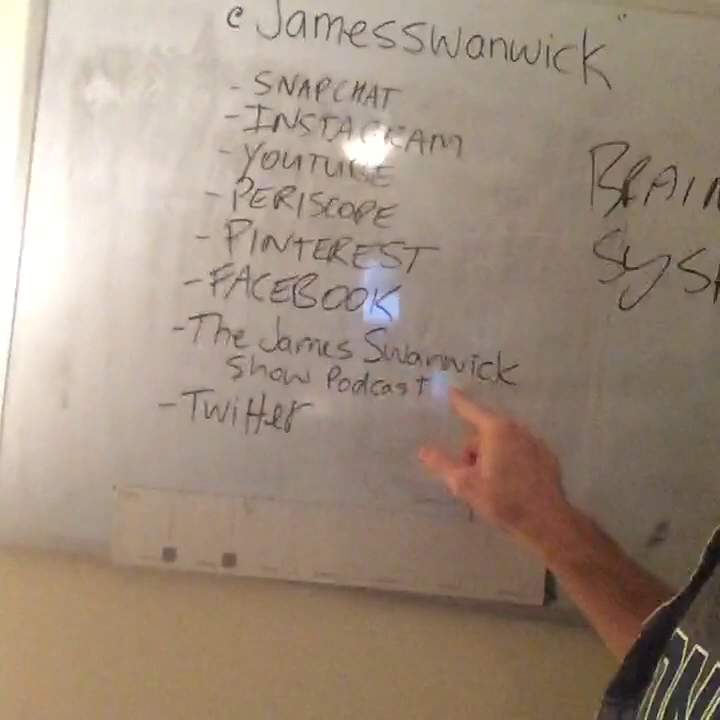 @JamesSwanwick"
- SNAPCHAT
- INSTAGRAM
- YOUTUBE
- PERISCOPE
- PINTEREST
- FACEBOOK
- The James Swanwick
Show Podcast
- Twitter
BRAIN
SYS